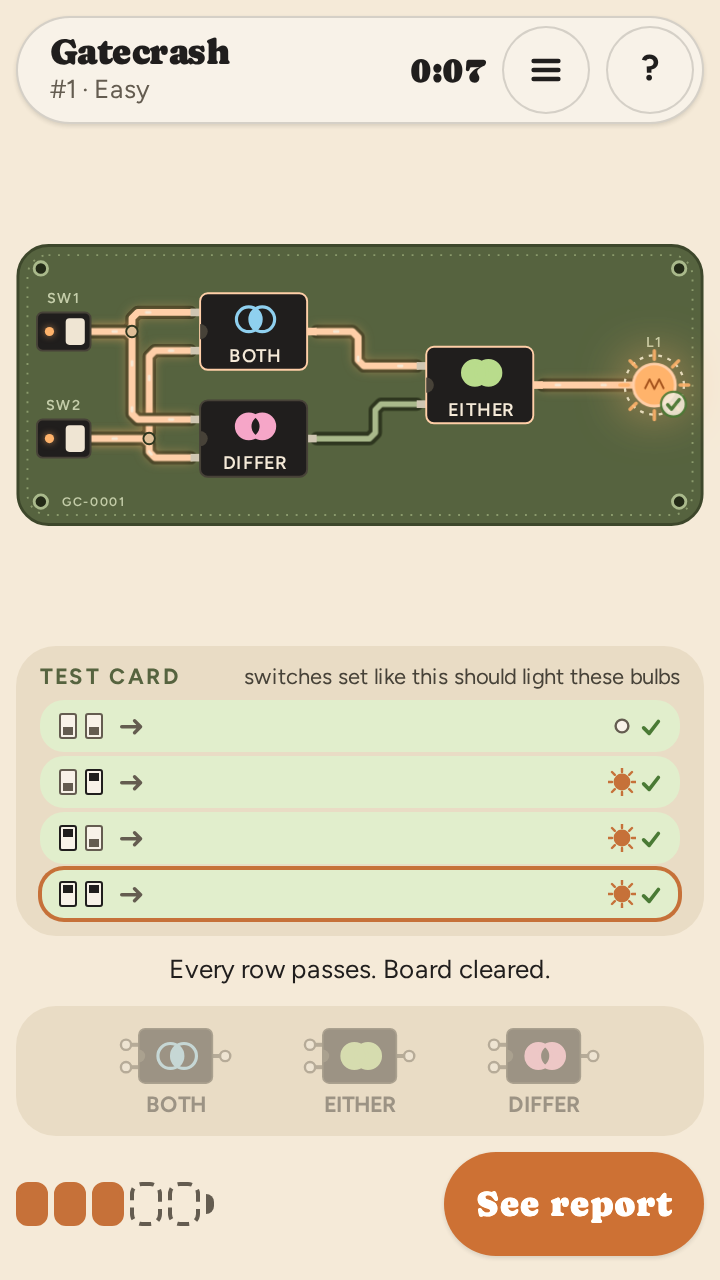 Gatecrash
#1 · Easy
0:07
?
SW1
BOTH
L1
EITHER
SW2
DIFFER
GC-0001
TEST CARD
switches set like this should light these bulbs
Every row passes. Board cleared.
BOTH
EITHER
DIFFER
See report